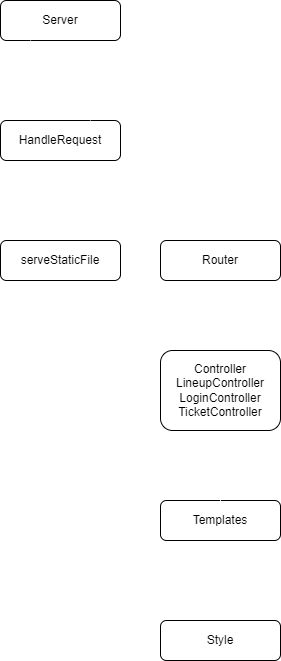 Server
HandleRequest
serveStaticFile
Router
Controller
LineupController
LoginController
TicketController
Templates
Style